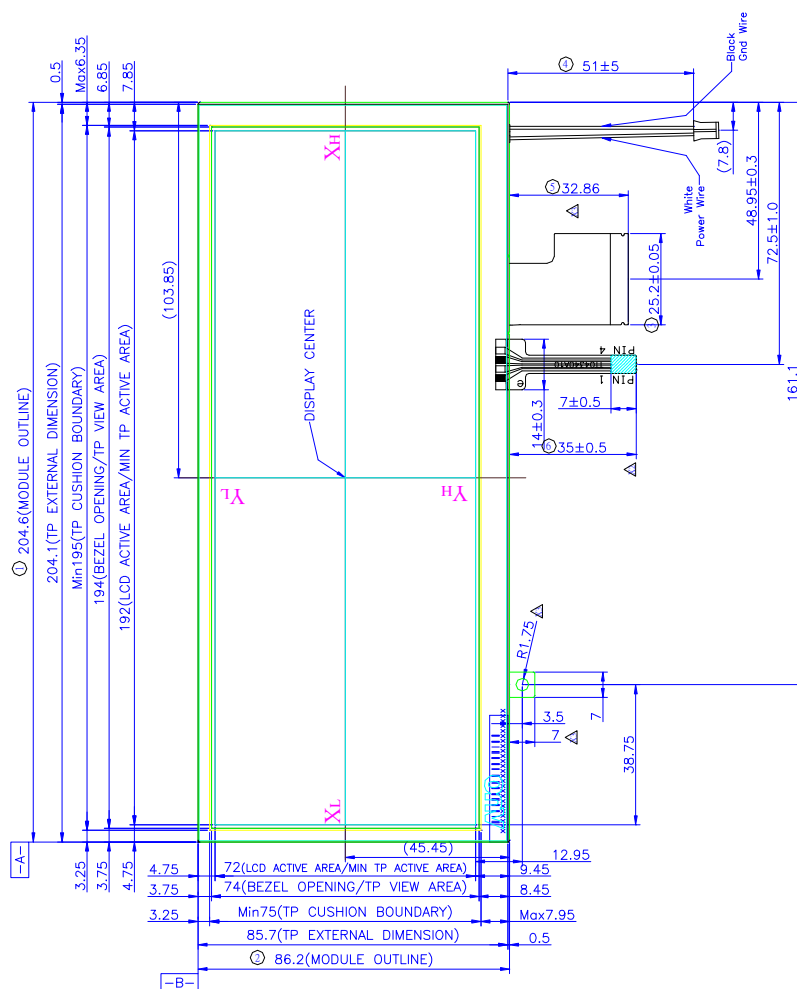 0.5
Max6.35
6.85
7.85
④ 51±5
Black
Gnd Wire
(7.8)
White
Power Wire
48.95±0.3
72.5±1.0
161.1
⑤ 32.86
25.2±0.05
PIN 4
PIN 1
e
7±0.5
14±0.3
⑥ 35±0.5
XH
(103.85)
DISPLAY CENTER
YL
YH
① 204.6(MODULE OUTLINE)
204.1(TP EXTERNAL DIMENSION)
Min195(TP CUSHION BOUNDARY)
194(BEZEL OPENING/TP VIEW AREA)
192(LCD ACTIVE AREA/MIN TP ACTIVE AREA)
R1.75
3.5
7
7
38.75
XL
-A-
3.25
3.75
4.75
(45.45)
12.95
4.75
72(LCD ACTIVE AREA/MIN TP ACTIVE AREA)
9.45
3.75
74(BEZEL OPENING/TP VIEW AREA)
8.45
3.25
Min75(TP CUSHION BOUNDARY)
Max7.95
85.7(TP EXTERNAL DIMENSION)
0.5
② 86.2(MODULE OUTLINE)
-B-